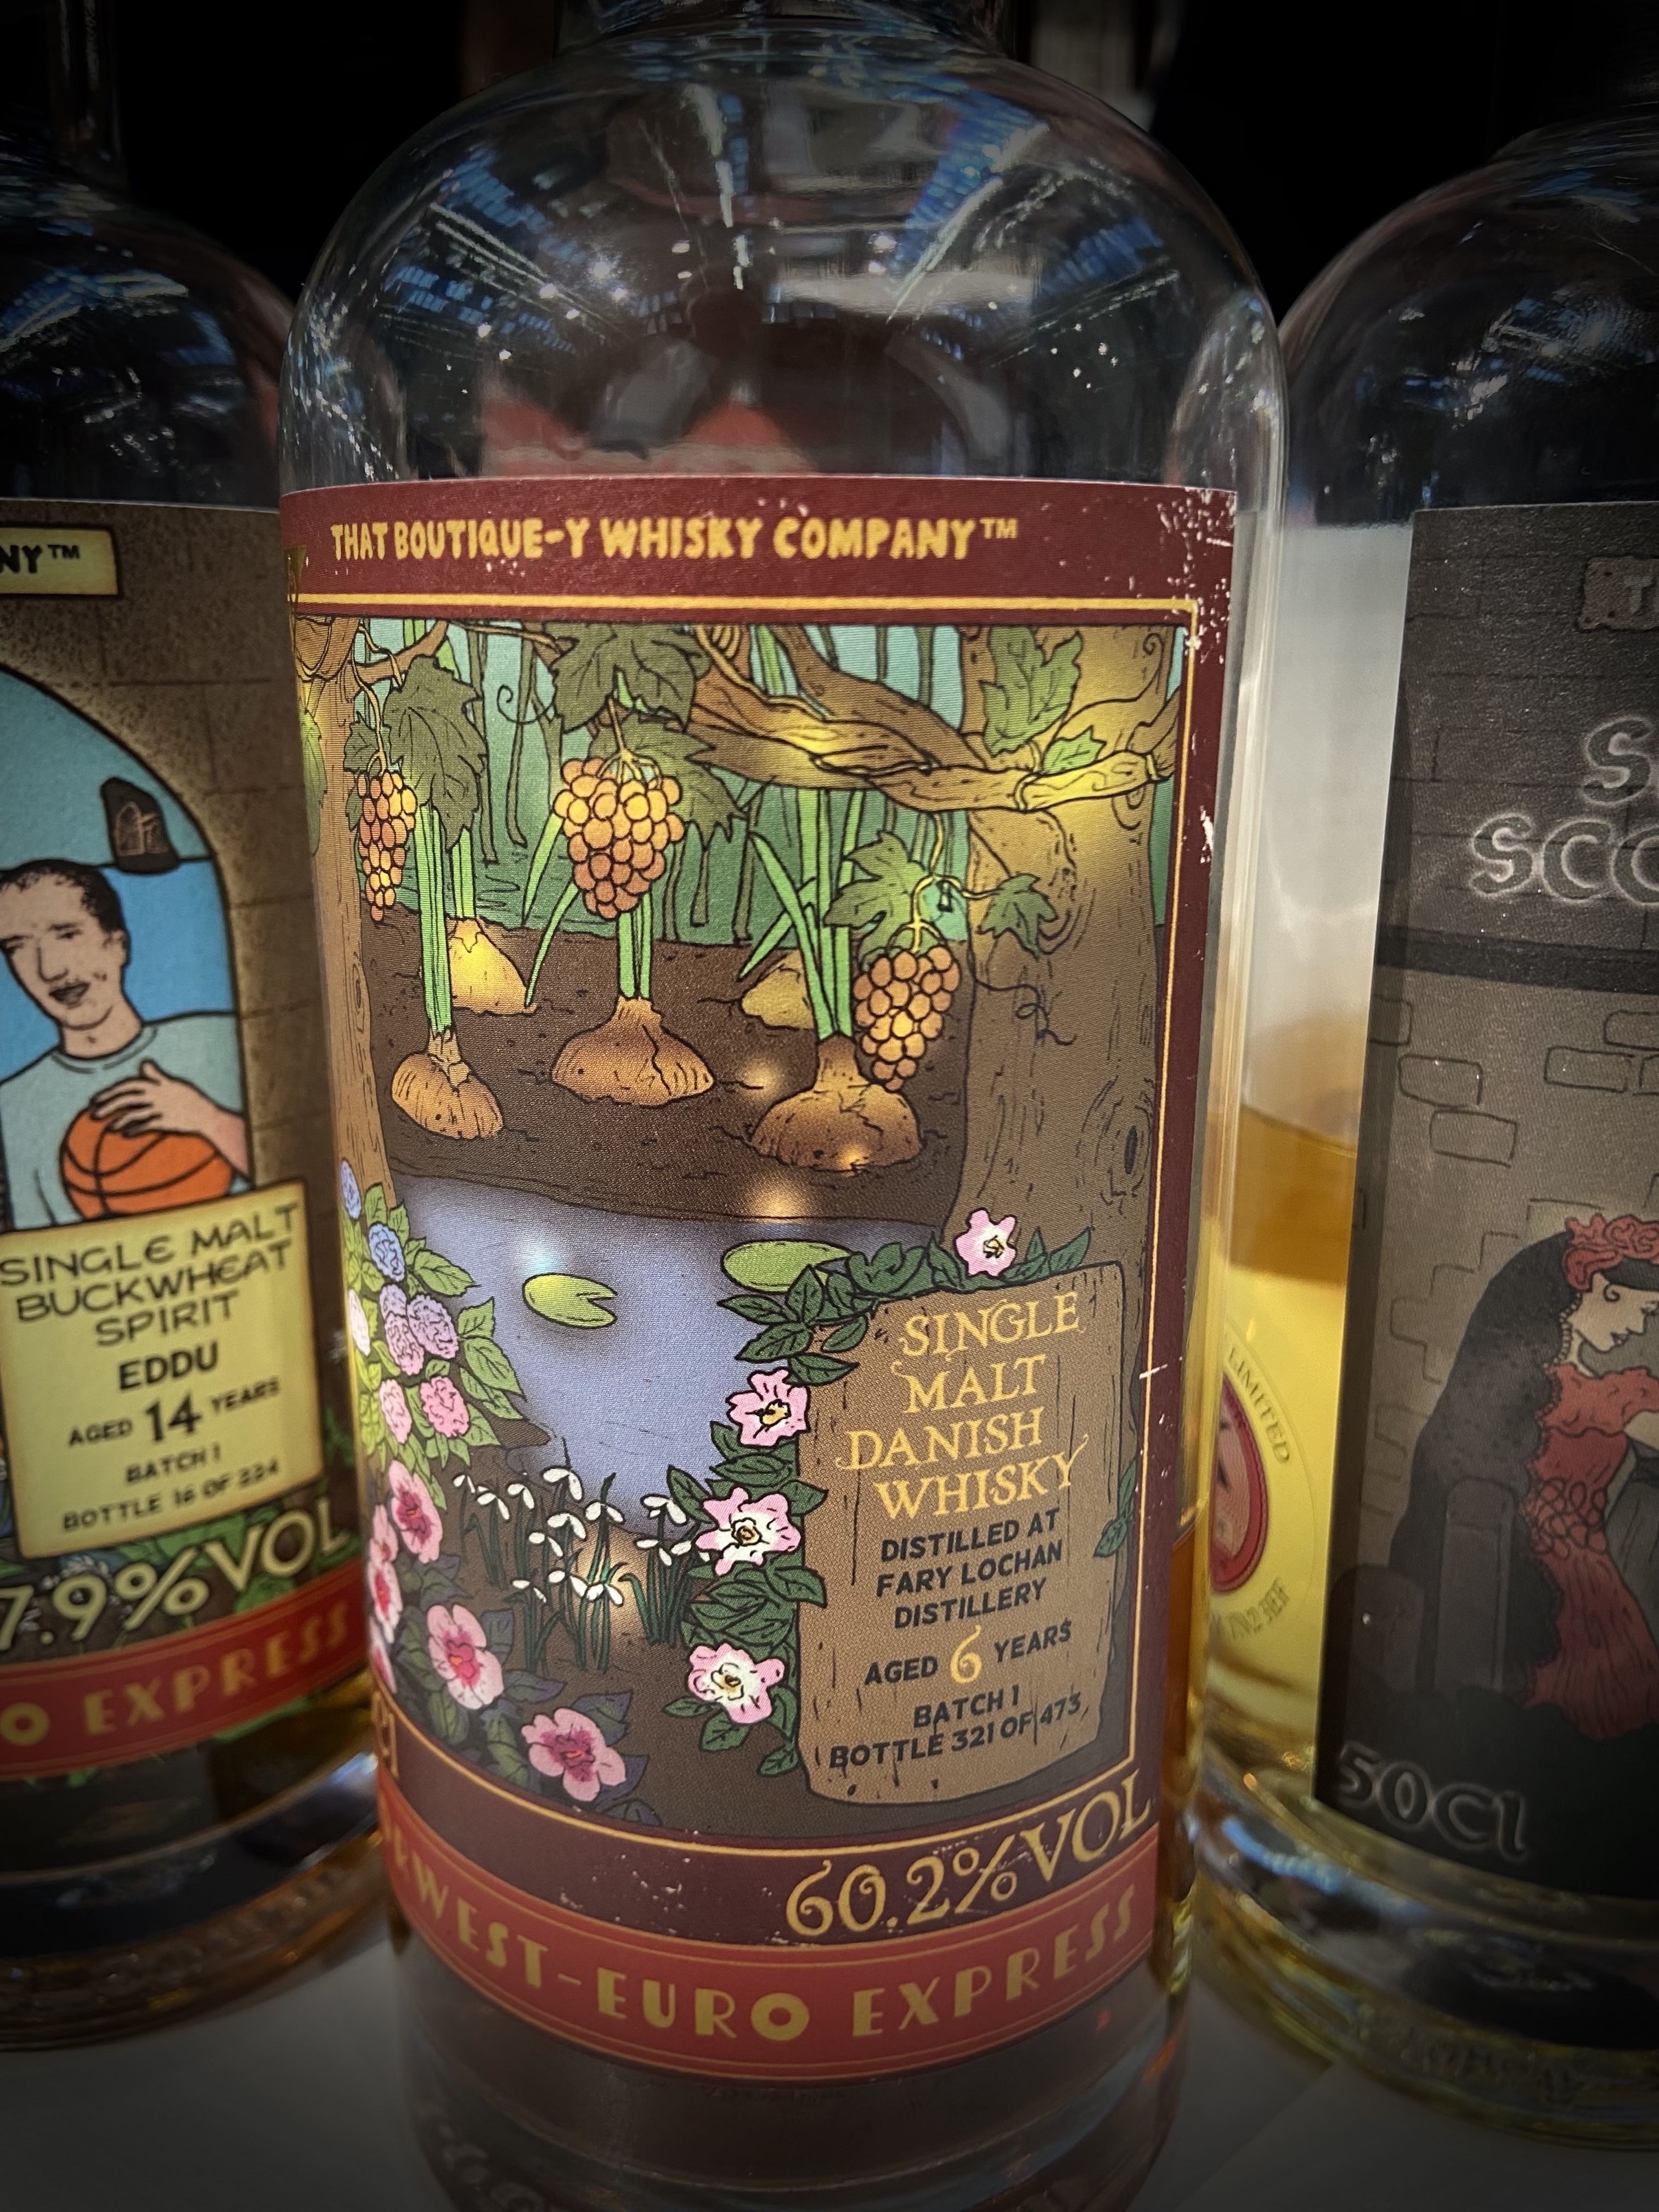 THAT BOUTIQUE-Y WHISKY COMPANY™
SINGLE
MALT
DANISH
WHISKY
DISTILLED AT
FARY LOCHAN
DISTILLERY
AGED 6 YEARS
BATCH 1
BOTTLE 321 OF 473
60.2%VOL
WEST-EURO EXPRESS
NY™
SINGLE MALT
BUCKWHEAT
SPIRIT
EDDU
AGED 14 YEARS
BATCH 1
BOTTLE 16 OF 224
7.9%VOL
O EXPRESS
LIMITED
S
SCO
50Cl